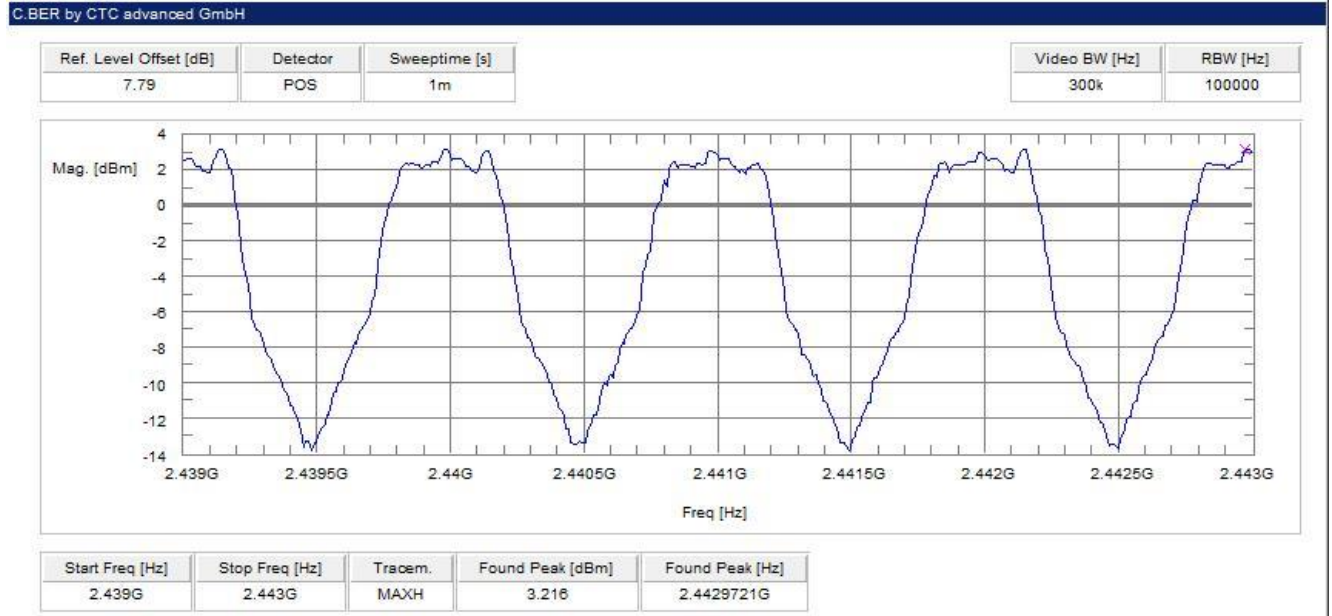 C.BER by CTC advanced GmbH
Ref. Level Offset [dB] Detector Sweeptime [s] Video BW [Hz] RBW [Hz]
7.79 POS 1m 300k 100000
Mag. [dBm]
4
2
0
-2
-4
-6
-8
-10
-12
-14
2.439G 2.4395G 2.44G 2.4405G 2.441G 2.4415G 2.442G 2.4425G 2.443G
Freq [Hz]
Start Freq [Hz] Stop Freq [Hz] Tracem. Found Peak [dBm] Found Peak [Hz]
2.439G 2.443G MAXH 3.216 2.4429721G